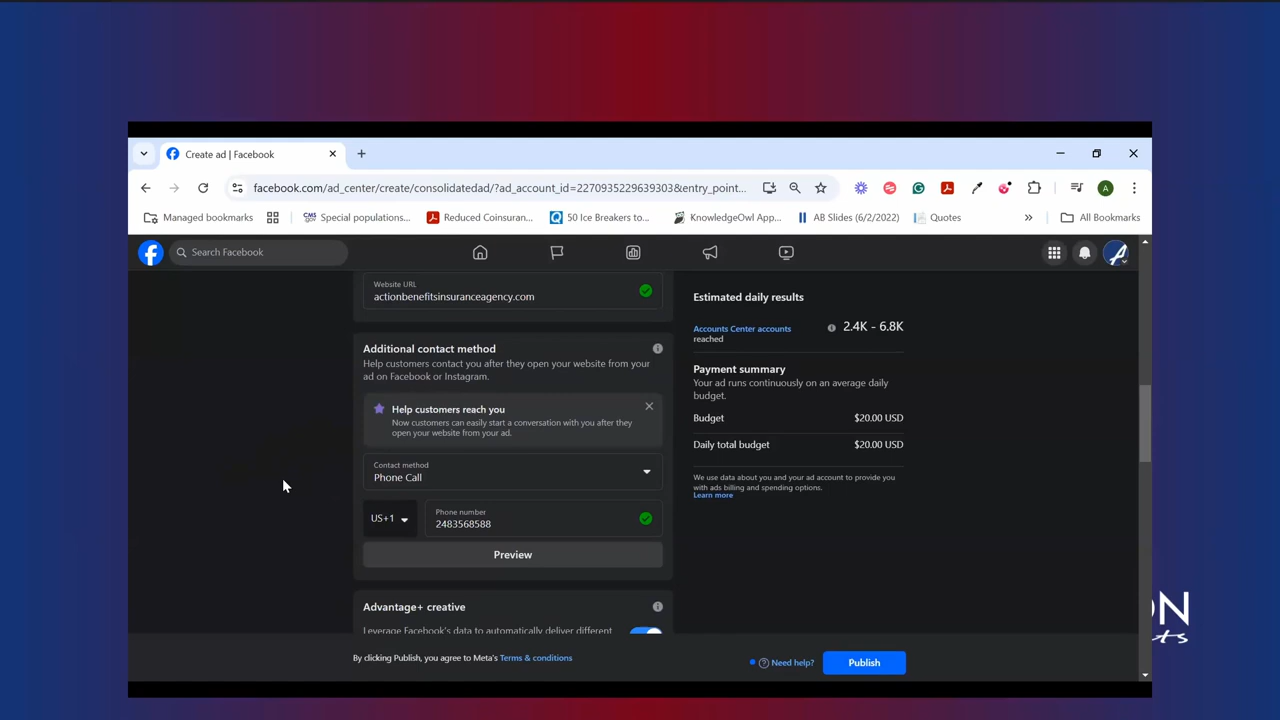 Create ad | Facebook
facebook.com/ad_center/create/consolidatedad/?ad_account_id=2270935229639303&entry_point...
Managed bookmarks
CMS
Special populations...
Reduced Coinsuran...
50 Ice Breakers to...
KnowledgeOwl App...
AB Slides (6/2/2022)
Quotes
»
All Bookmarks
A
Search Facebook
Website URL
actionbenefitsinsuranceagency.com
Additional contact method
Help customers contact you after they open your website from your
ad on Facebook or Instagram.
Help customers reach you
Now customers can easily start a conversation with you after they
open your website from your ad.
Contact method
Phone Call
US+1
Phone number
2483568588
Preview
Advantage+ creative
Leverage Facebook's data to automatically deliver different
Estimated daily results
Accounts Center accounts
reached
2.4K - 6.8K
Payment summary
Your ad runs continuously on an average daily
budget.
Budget
$20.00 USD
Daily total budget
$20.00 USD
We use data about you and your ad account to provide you
with ads billing and spending options.
Learn more
By clicking Publish, you agree to Meta's Terms & conditions
Need help?
Publish